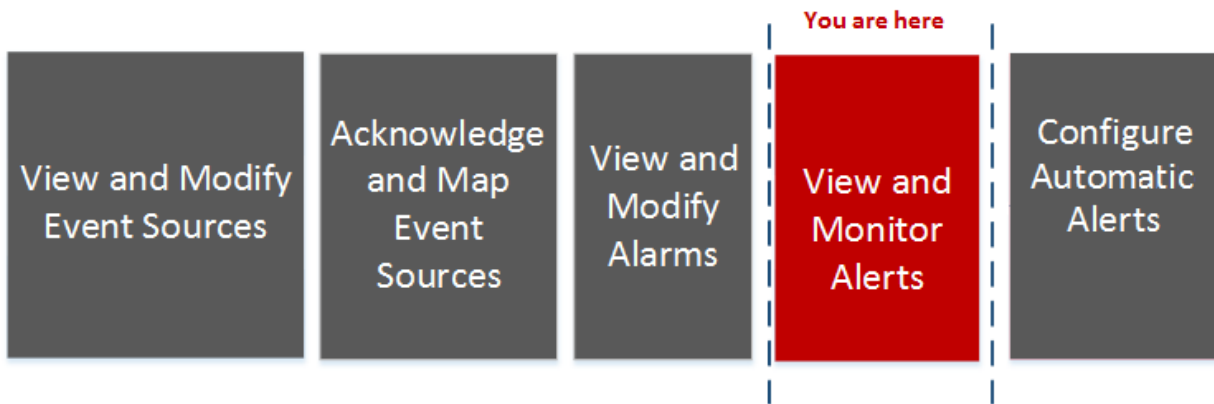 You are here
View and Modify
Event Sources
Acknowledge
and Map
Event
Sources
View and
Modify
Alarms
View and
Monitor
Alerts
Configure
Automatic
Alerts